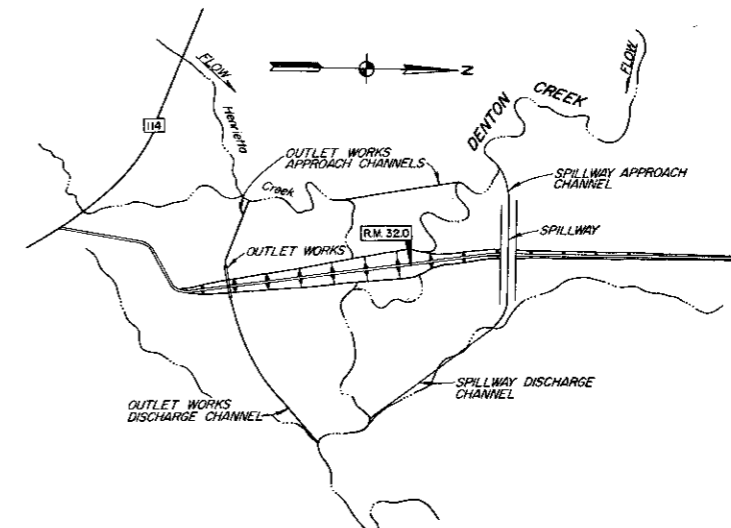 FLOW
N
FLOW
DENTON CREEK
114
Henrietta
Creek
OUTLET WORKS
APPROACH CHANNELS
SPILLWAY APPROACH
CHANNEL
SPILLWAY
R.M. 32.0
OUTLET WORKS
SPILLWAY DISCHARGE
CHANNEL
OUTLET WORKS
DISCHARGE CHANNEL